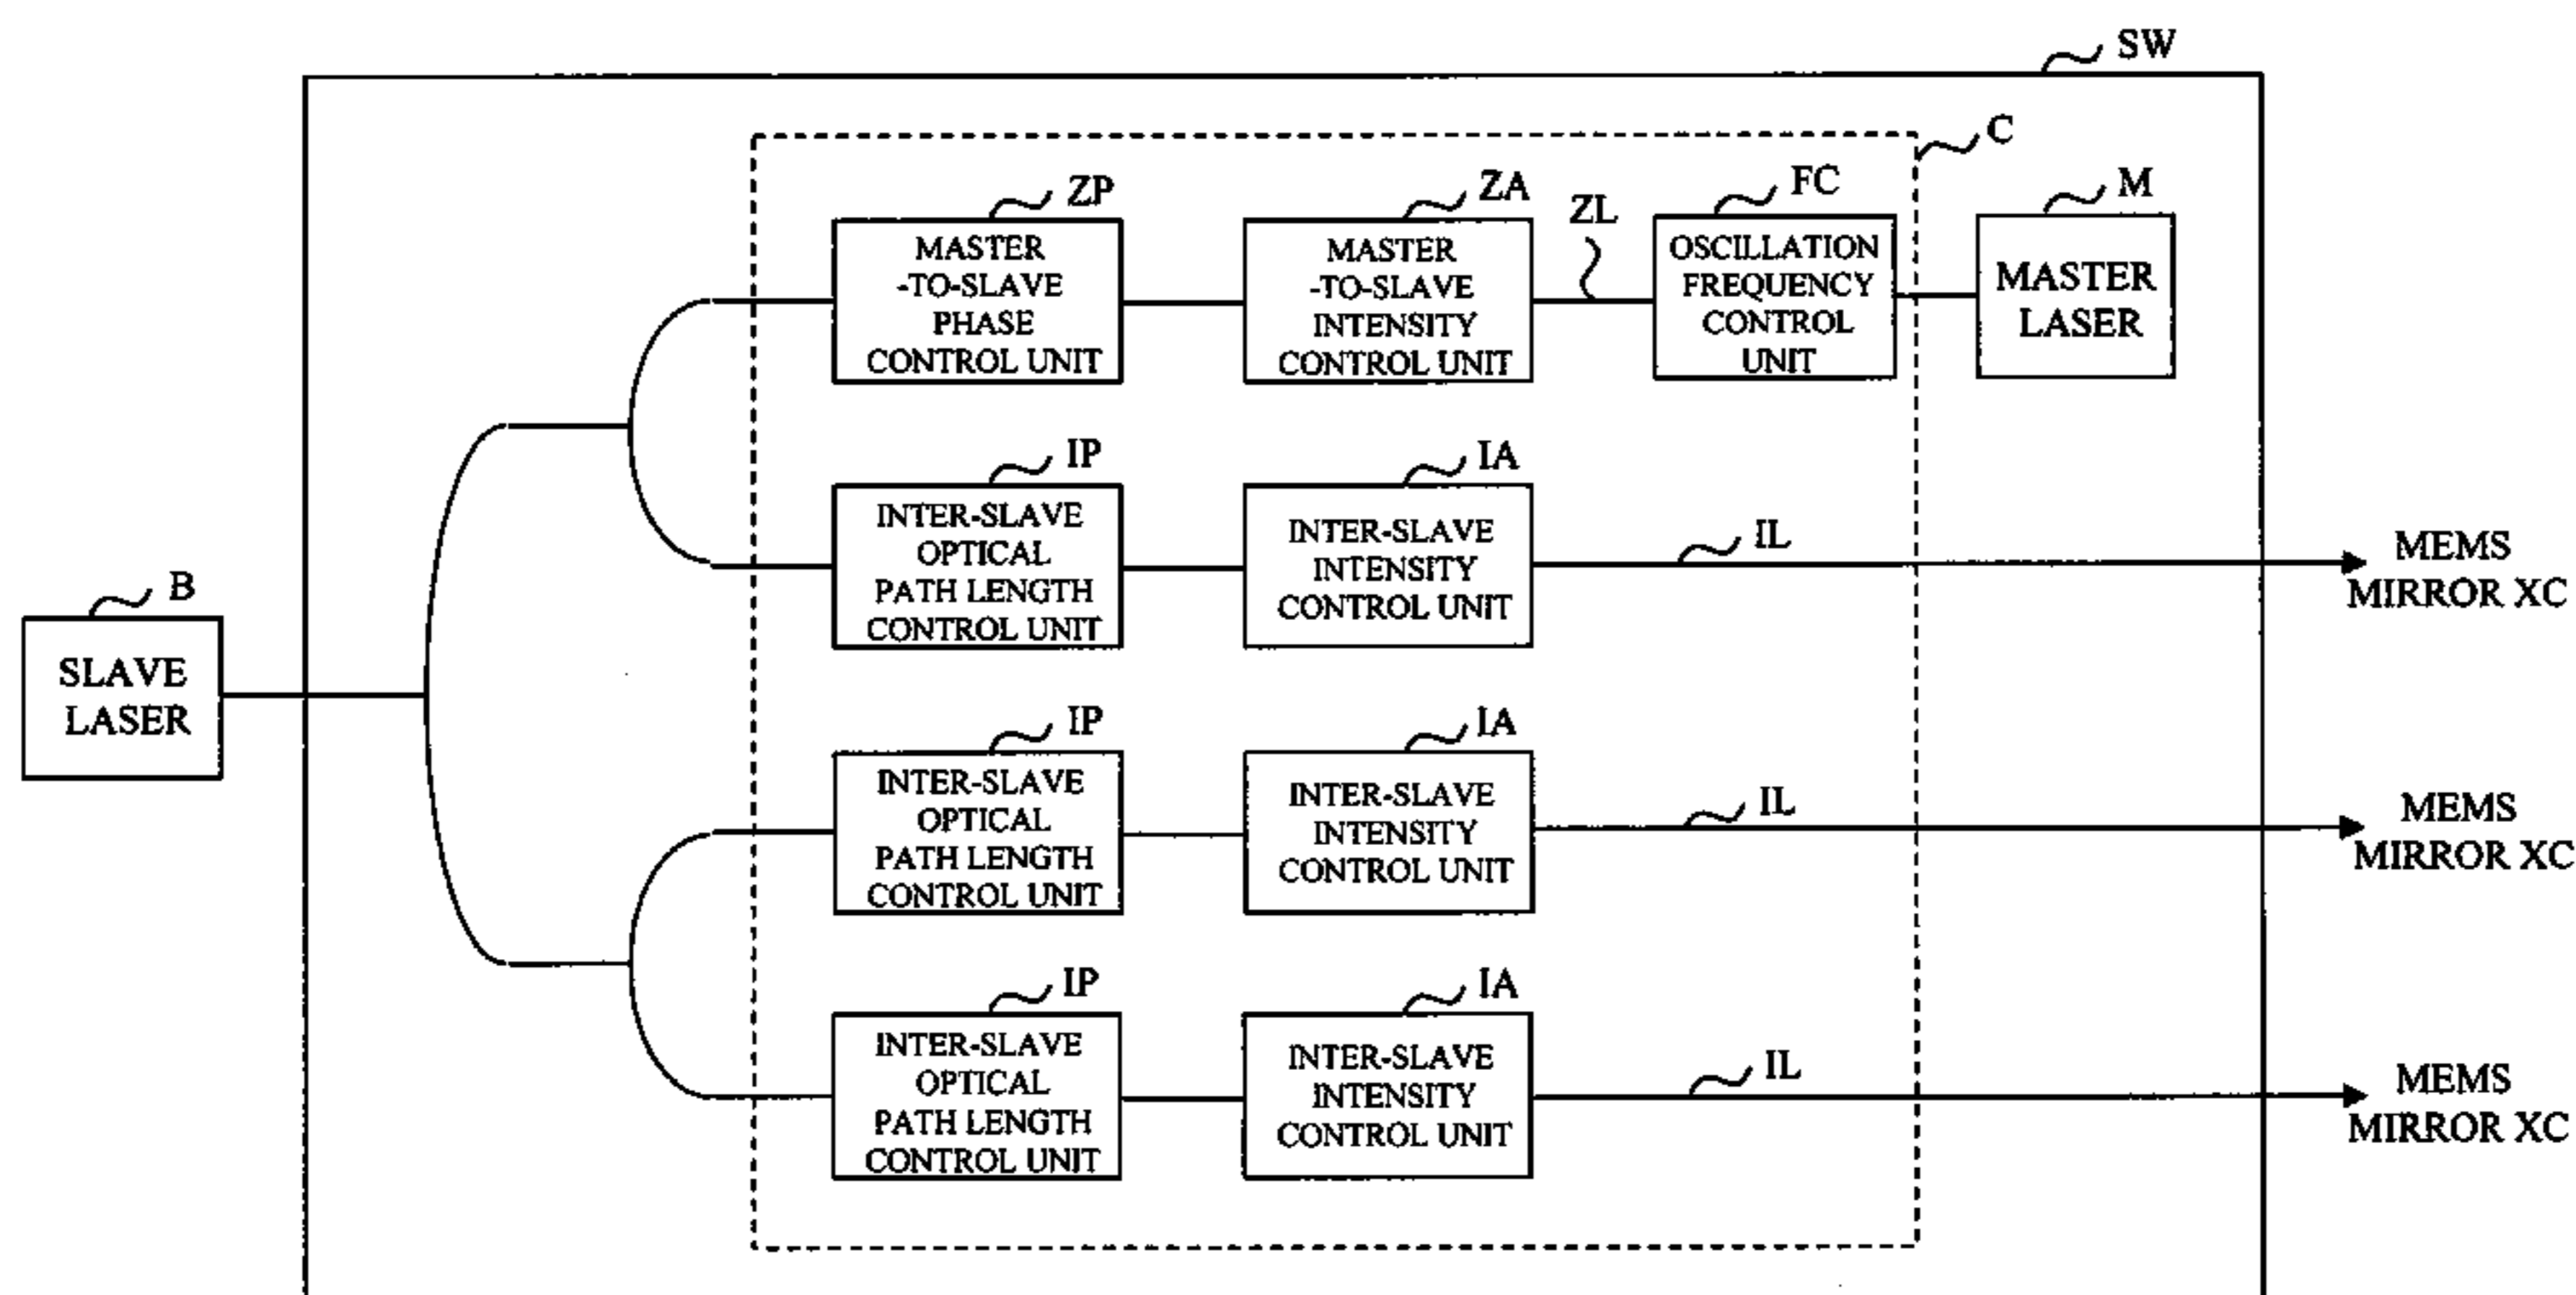 SW
C
ZP
ZA
ZL
FC
M
MASTER
-TO-SLAVE
PHASE
CONTROL UNIT
MASTER
-TO-SLAVE
INTENSITY
CONTROL UNIT
OSCILLATION
FREQUENCY
CONTROL
UNIT
MASTER
LASER
IP
IA
INTER-SLAVE
OPTICAL
PATH LENGTH
CONTROL UNIT
INTER-SLAVE
INTENSITY
CONTROL UNIT
IL
MEMS
MIRROR XC
B
SLAVE
LASER
IP
IA
INTER-SLAVE
OPTICAL
PATH LENGTH
CONTROL UNIT
INTER-SLAVE
INTENSITY
CONTROL UNIT
IL
MEMS
MIRROR XC
IP
IA
INTER-SLAVE
OPTICAL
PATH LENGTH
CONTROL UNIT
INTER-SLAVE
INTENSITY
CONTROL UNIT
IL
MEMS
MIRROR XC